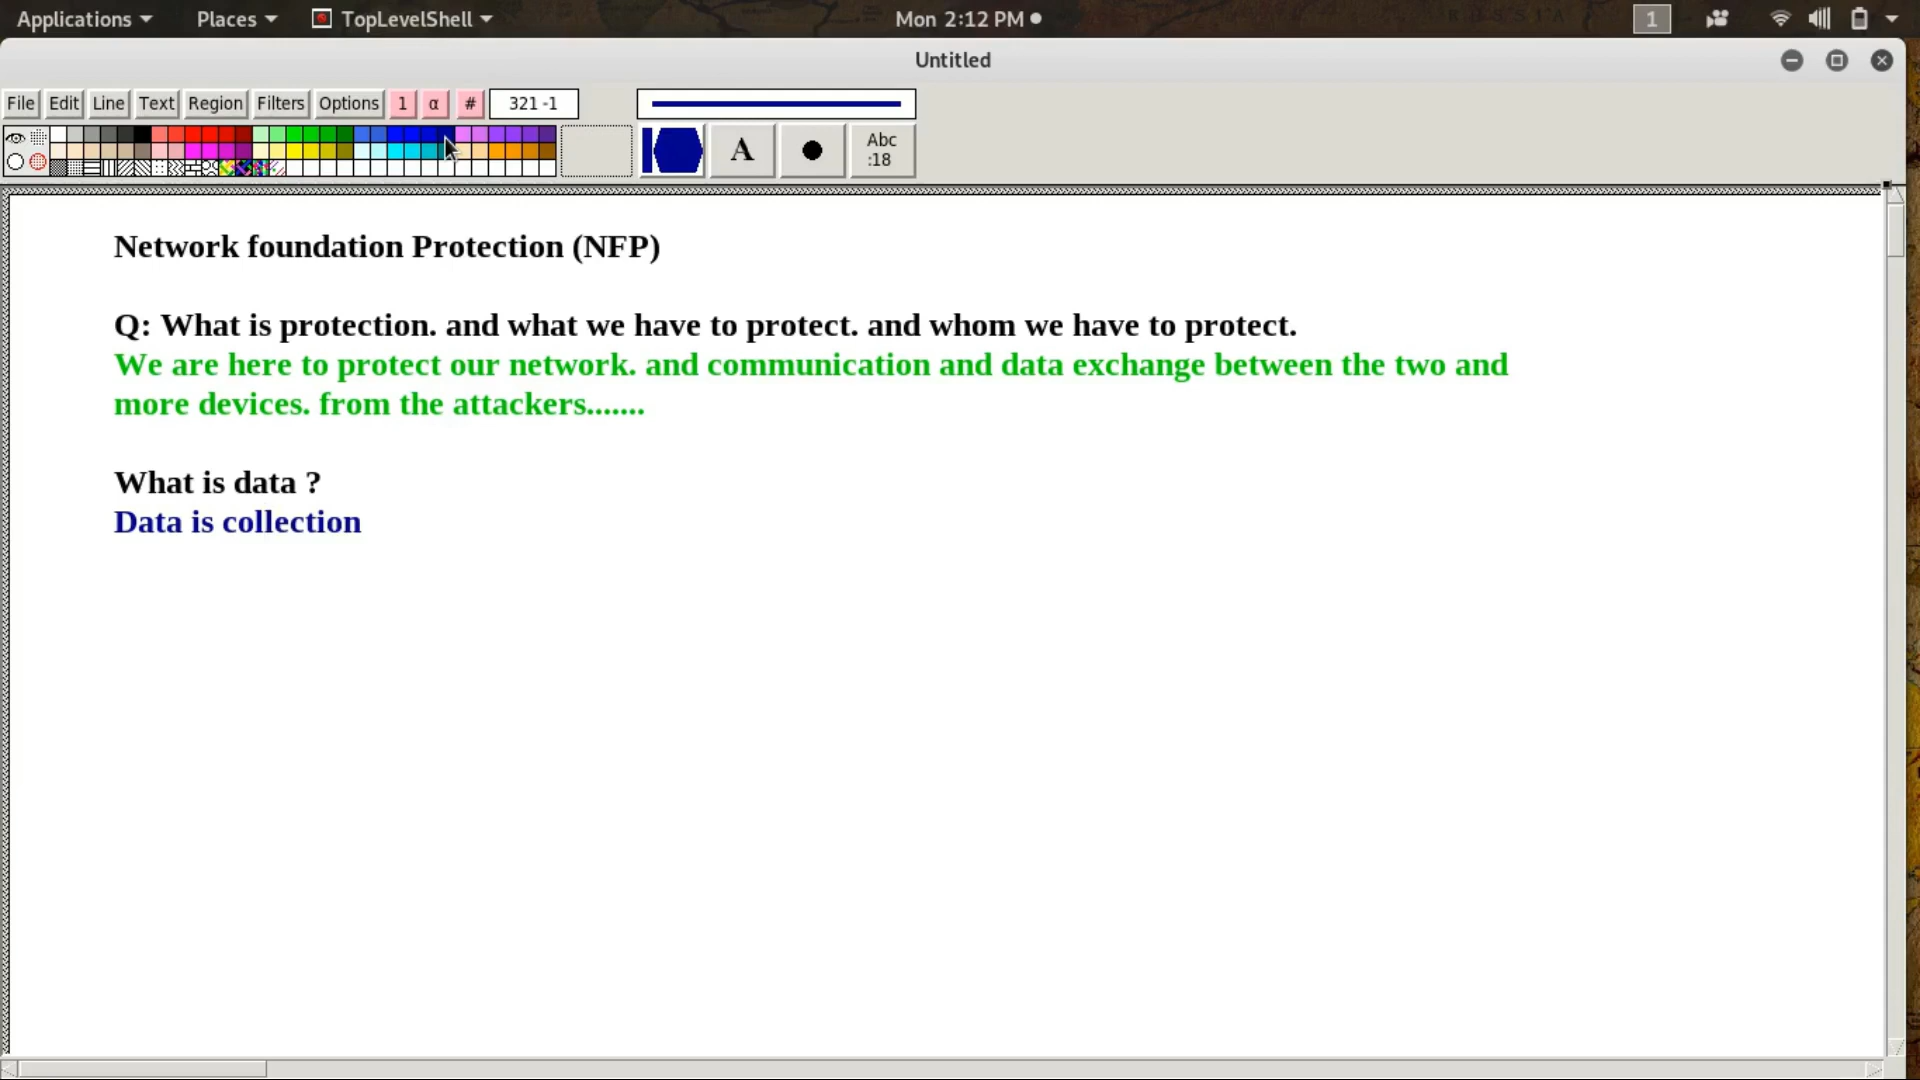 Applications Places TopLevelShell Mon 2:12 PM 1
Untitled
File Edit Line Text Region Filters Options 1 α # 321 -1
A Abc
:18
Network foundation Protection (NFP)
Q: What is protection. and what we have to protect. and whom we have to protect.
We are here to protect our network. and communication and data exchange between the two and
more devices. from the attackers.......
What is data ?
Data is collection